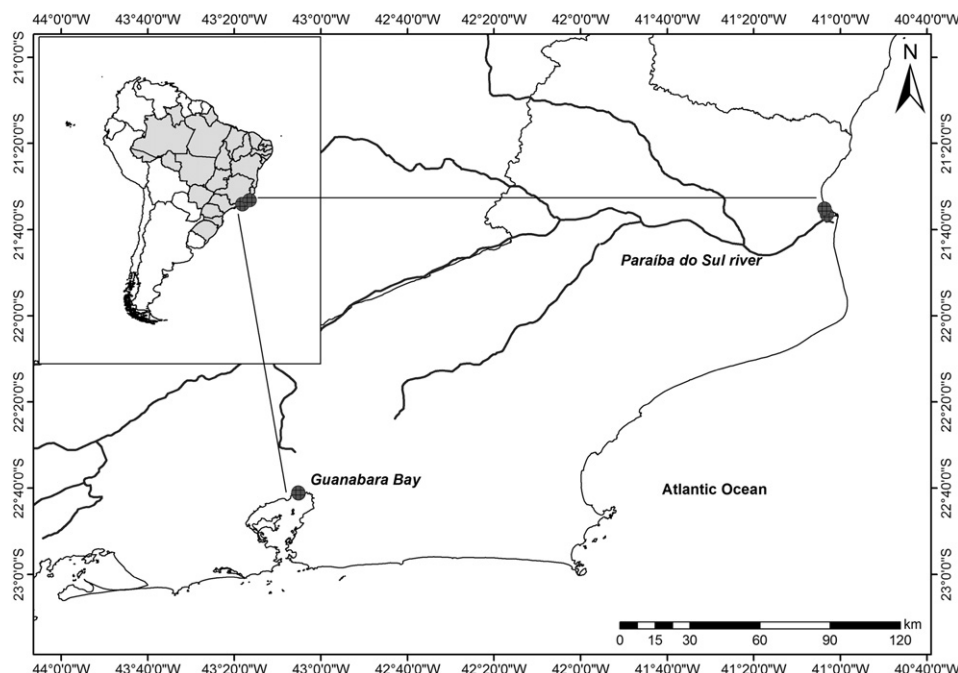 44°0'0"W 43°40'0"W 43°20'0"W 43°0'0"W 42°40'0"W 42°20'0"W 42°0'0"W 41°40'0"W 41°20'0"W 41°0'0"W 40°40'0"W
N
21°0'0"S 21°0'0"S
21°20'0"S 21°20'0"S
21°40'0"S 21°40'0"S
Paraíba do Sul river
22°0'0"S 22°0'0"S
22°20'0"S 22°20'0"S
Guanabara Bay
22°40'0"S Atlantic Ocean 22°40'0"S
23°0'0"S 23°0'0"S
km
0 15 30 60 90 120
44°0'0"W 43°40'0"W 43°20'0"W 43°0'0"W 42°40'0"W 42°20'0"W 42°0'0"W 41°40'0"W 41°20'0"W 41°0'0"W 40°40'0"W